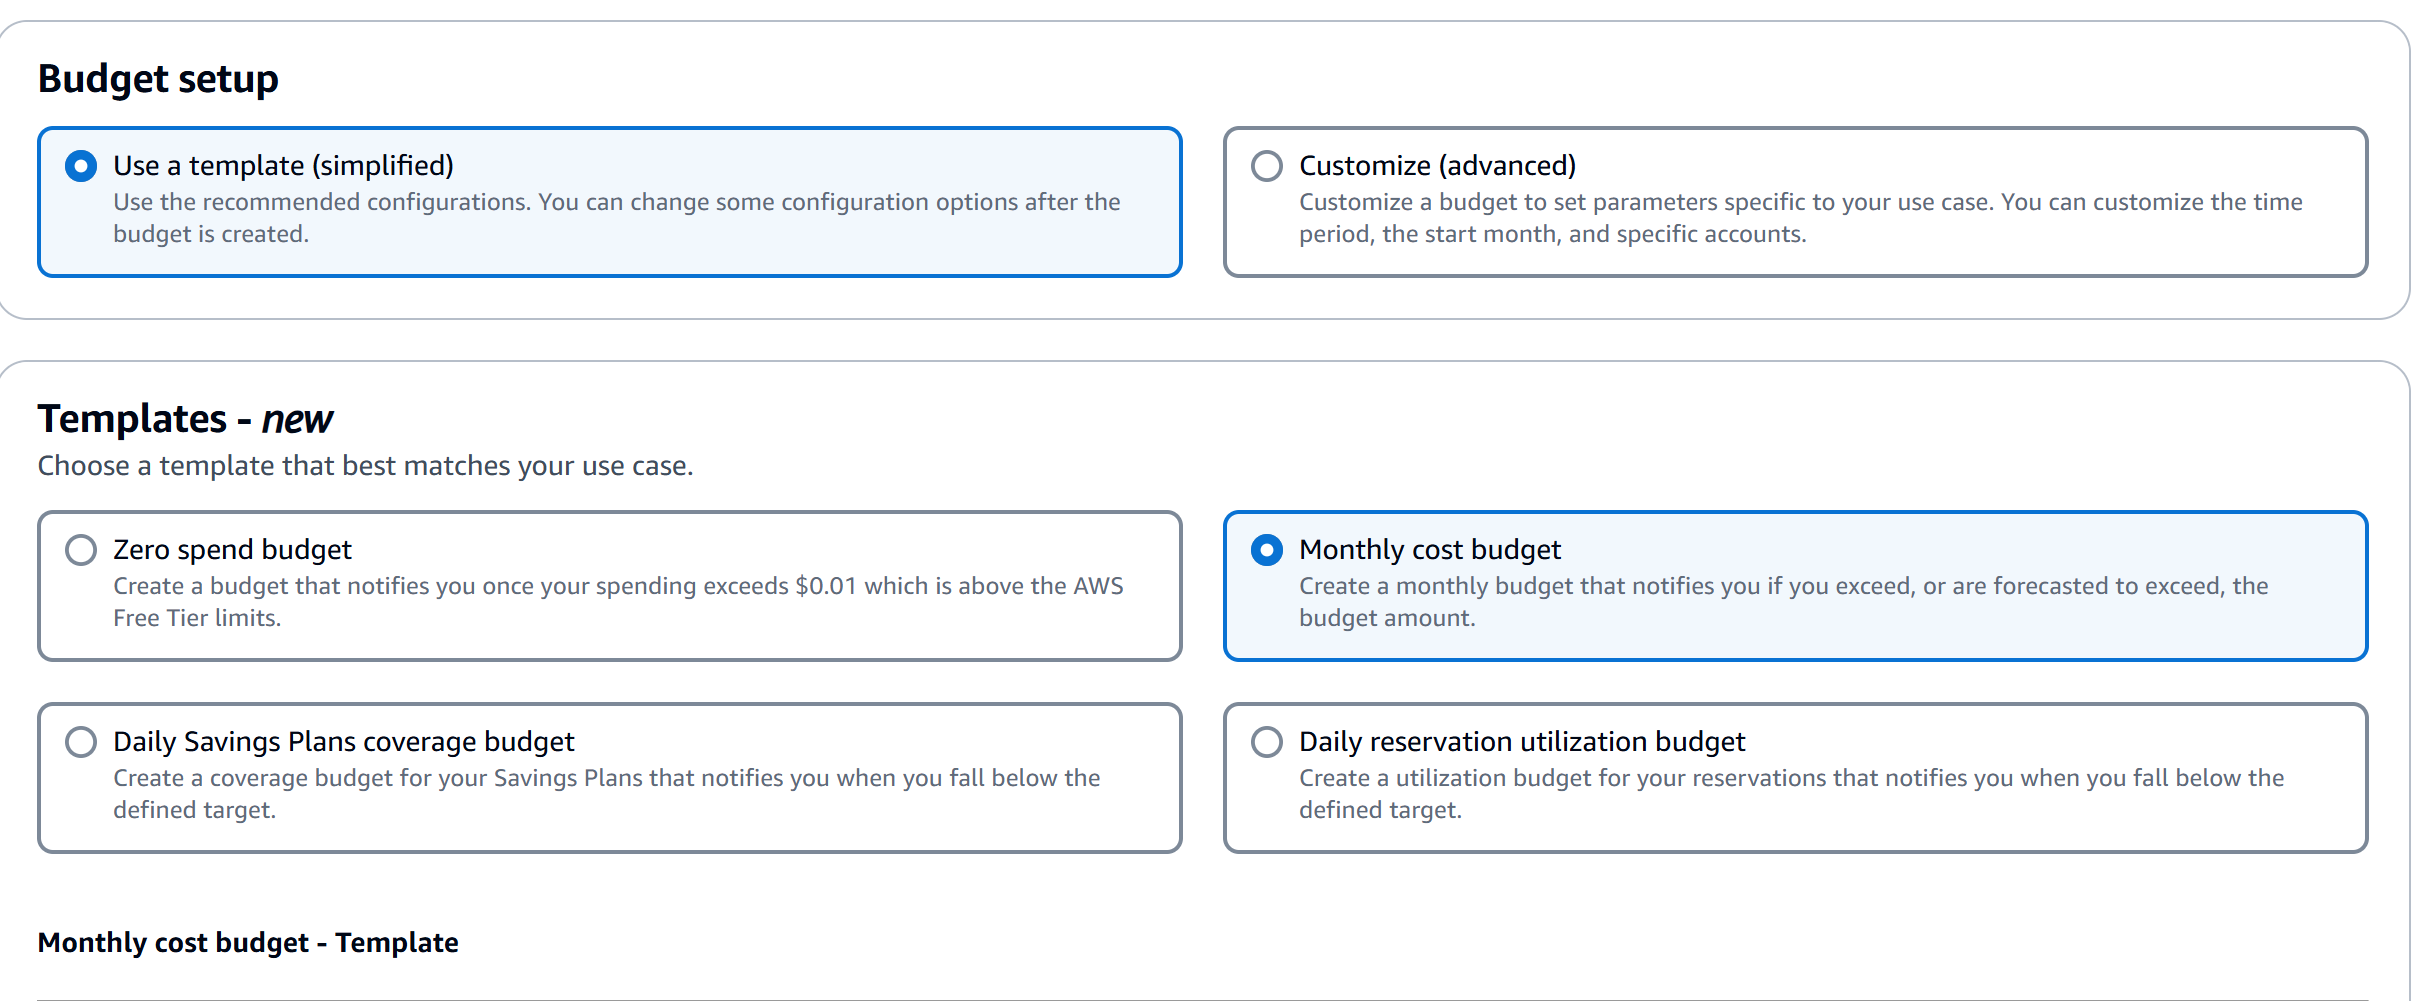 Budget setup
Use a template (simplified)
Use the recommended configurations. You can change some configuration options after the
budget is created.
Customize (advanced)
Customize a budget to set parameters specific to your use case. You can customize the time
period, the start month, and specific accounts.
Templates - new
Choose a template that best matches your use case.
Zero spend budget
Create a budget that notifies you once your spending exceeds $0.01 which is above the AWS
Free Tier limits.
Monthly cost budget
Create a monthly budget that notifies you if you exceed, or are forecasted to exceed, the
budget amount.
Daily Savings Plans coverage budget
Create a coverage budget for your Savings Plans that notifies you when you fall below the
defined target.
Daily reservation utilization budget
Create a utilization budget for your reservations that notifies you when you fall below the
defined target.
Monthly cost budget - Template